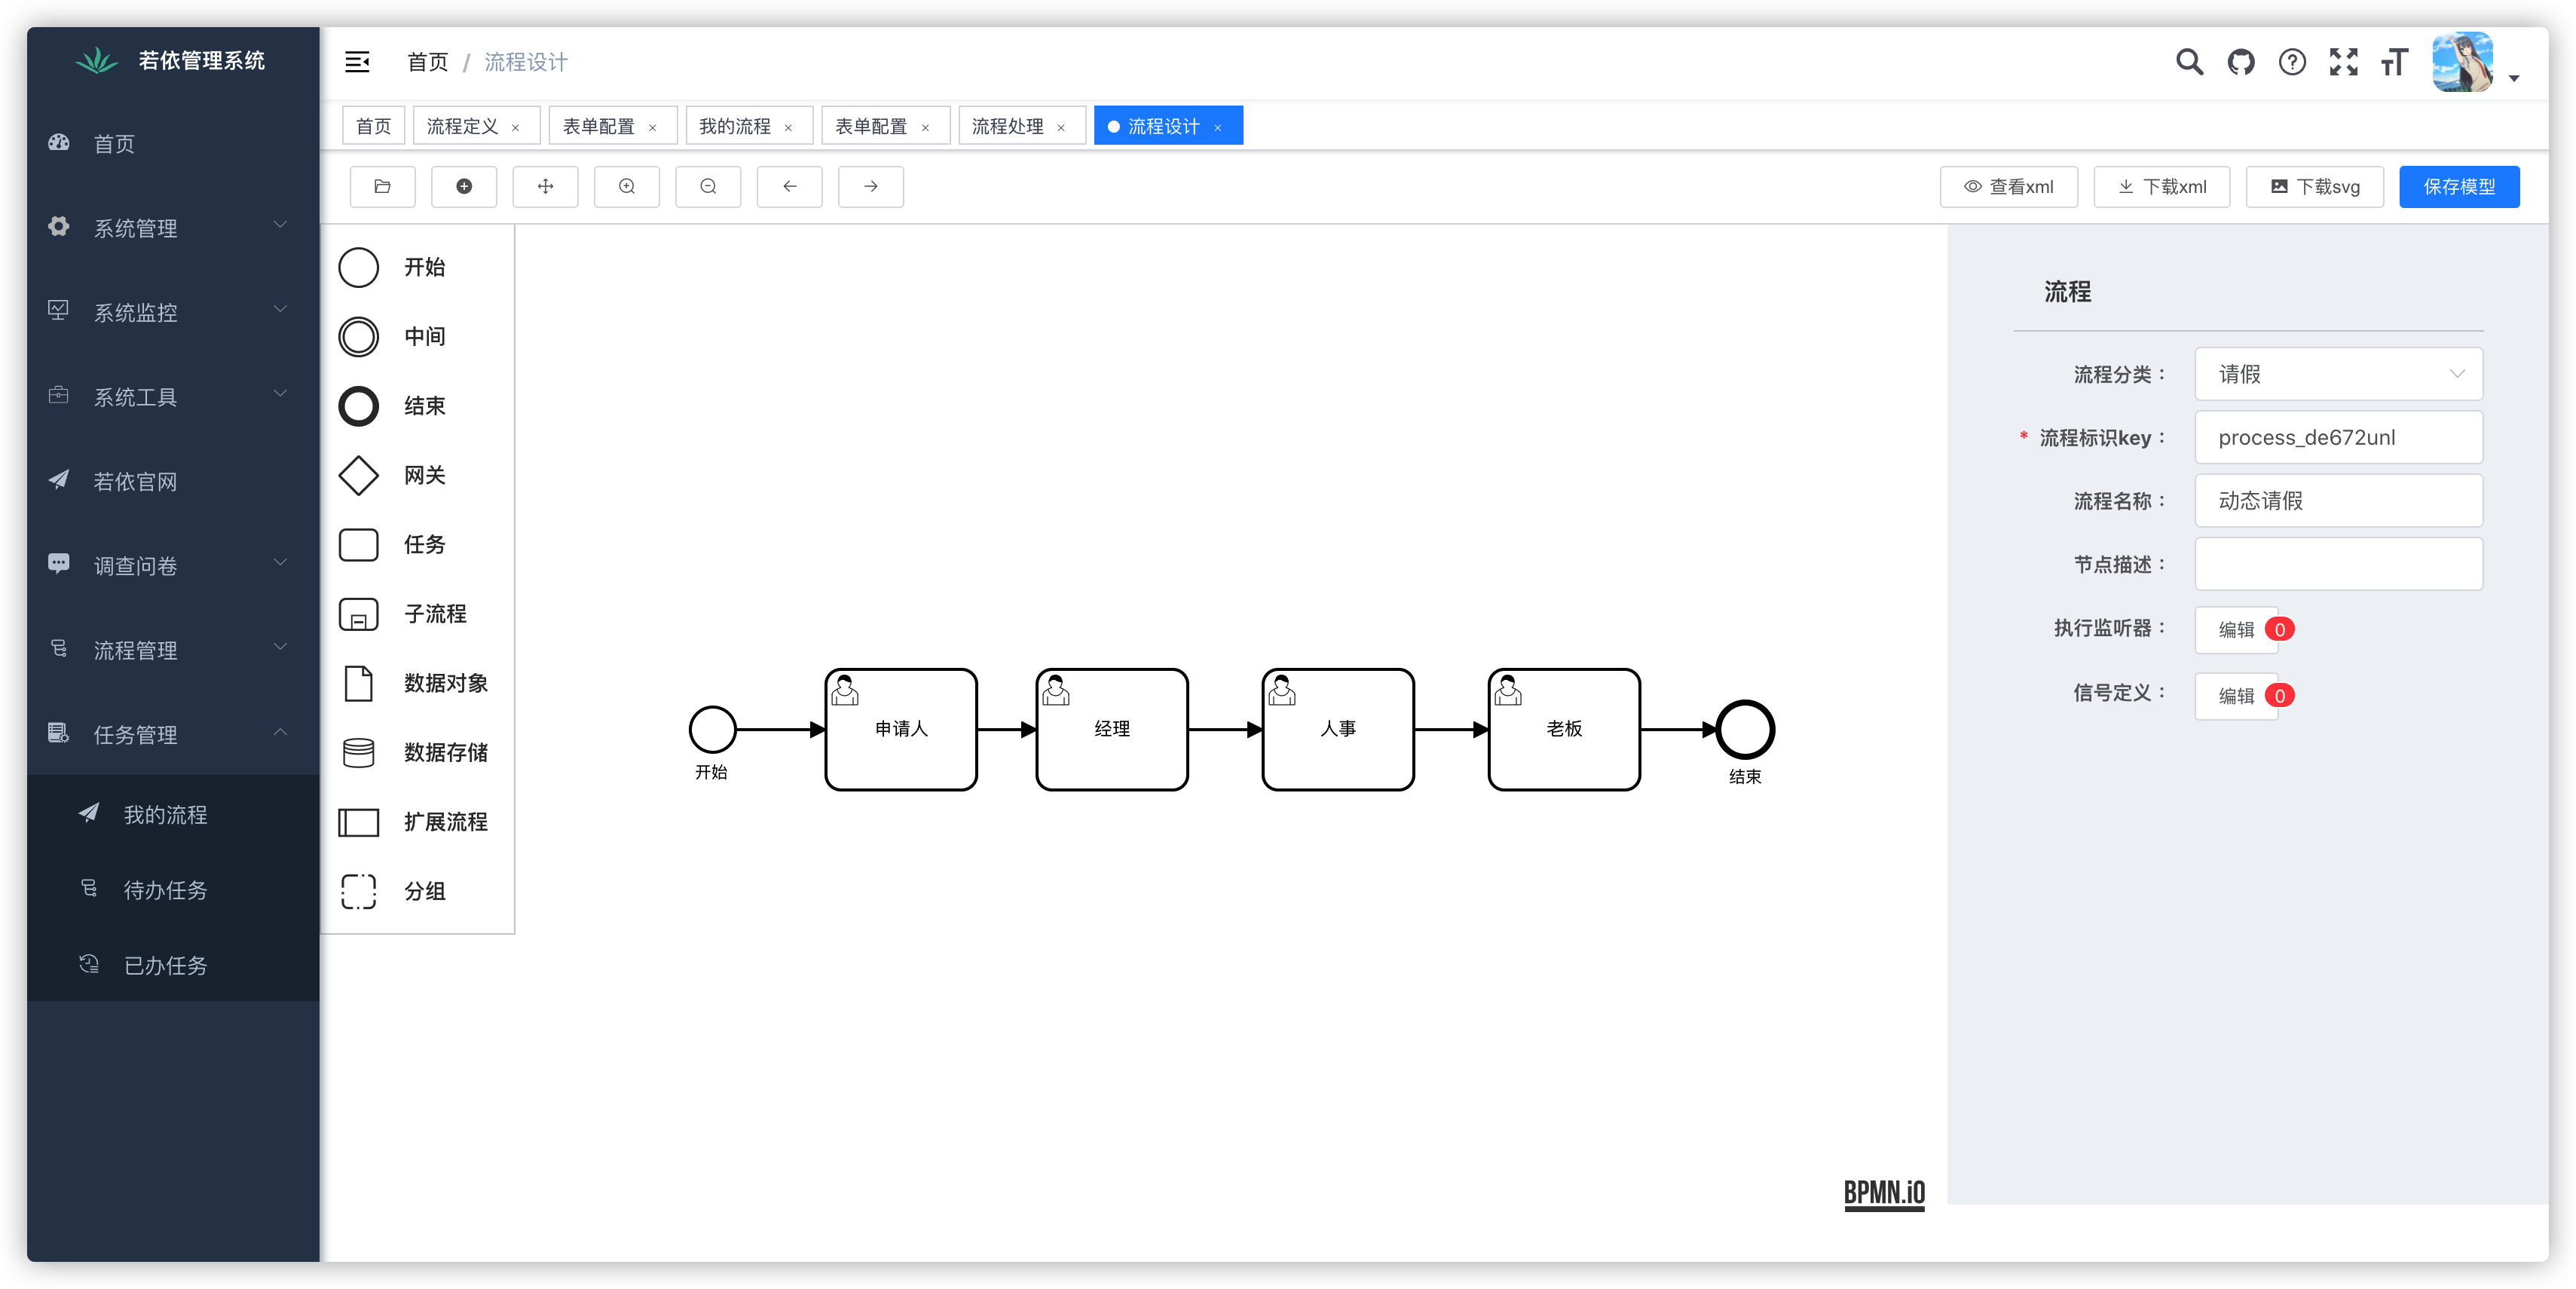 若依管理系统
首页 / 流程设计
首页
流程定义 ×
表单配置 ×
我的流程 ×
表单配置 ×
流程处理 ×
流程设计 ×
查看xml
下载xml
下载svg
保存模型
首页
系统管理
系统监控
系统工具
若依官网
调查问卷
流程管理
任务管理
我的流程
待办任务
已办任务
开始
中间
结束
网关
任务
子流程
数据对象
数据存储
扩展流程
分组
开始
申请人
经理
人事
老板
结束
BPMN.iO
流程
流程分类： 请假
* 流程标识key： process_de672unl
流程名称： 动态请假
节点描述：
执行监听器： 编辑 0
信号定义： 编辑 0